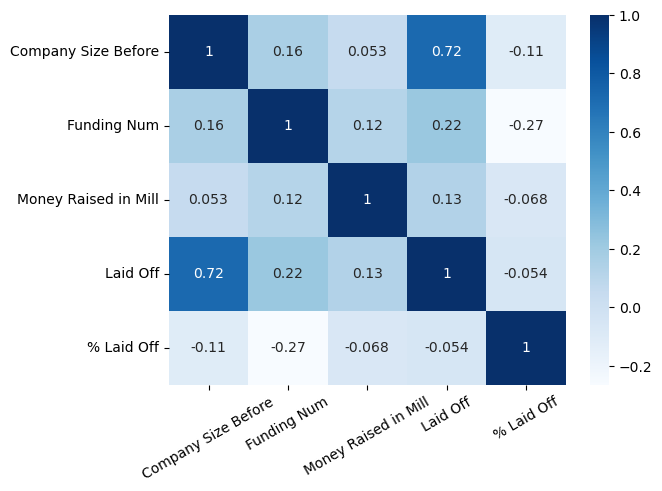 Company Size Before 1 0.16 0.053 0.72 -0.11
Funding Num 0.16 1 0.12 0.22 -0.27
Money Raised in Mill 0.053 0.12 1 0.13 -0.068
Laid Off 0.72 0.22 0.13 1 -0.054
% Laid Off -0.11 -0.27 -0.068 -0.054 1
Company Size Before
Funding Num
Money Raised in Mill
Laid Off
% Laid Off
1.0
0.8
0.6
0.4
0.2
0.0
−0.2